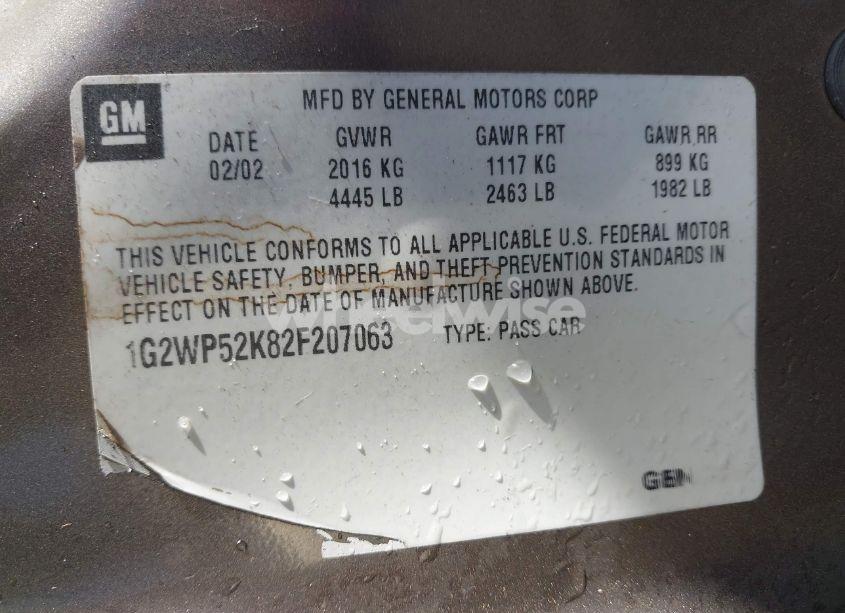 GM
MFD BY GENERAL MOTORS CORP
DATE GVWR GAWR FRT GAWR RR
02/02 2016 KG 1117 KG 899 KG
4445 LB 2463 LB 1982 LB
THIS VEHICLE CONFORMS TO ALL APPLICABLE U.S. FEDERAL MOTOR
VEHICLE SAFETY, BUMPER, AND THEFT PREVENTION STANDARDS IN
EFFECT ON THE DATE OF MANUFACTURE SHOWN ABOVE.
wheelwise
1G2WP52K82F207063 TYPE: PASS CAR